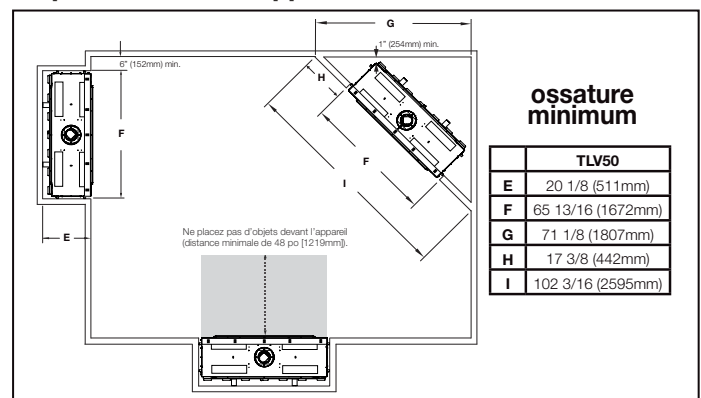 G
1" (254mm) min.
6" (152mm) min.
H
F
F
I
E
Ne placez pas d'objets devant l'appareil
(distance minimale de 48 po [1219mm]).
ossature
minimum
TLV50
E 20 1/8 (511mm)
F 65 13/16 (1672mm)
G 71 1/8 (1807mm)
H 17 3/8 (442mm)
I 102 3/16 (2595mm)